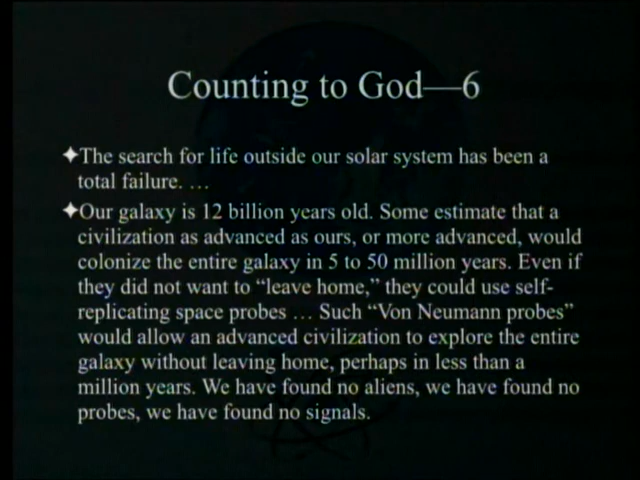 Counting to God—6
✦The search for life outside our solar system has been a
total failure. …
✦Our galaxy is 12 billion years old. Some estimate that a
civilization as advanced as ours, or more advanced, would
colonize the entire galaxy in 5 to 50 million years. Even if
they did not want to “leave home,” they could use self-
replicating space probes … Such “Von Neumann probes”
would allow an advanced civilization to explore the entire
galaxy without leaving home, perhaps in less than a
million years. We have found no aliens, we have found no
probes, we have found no signals.